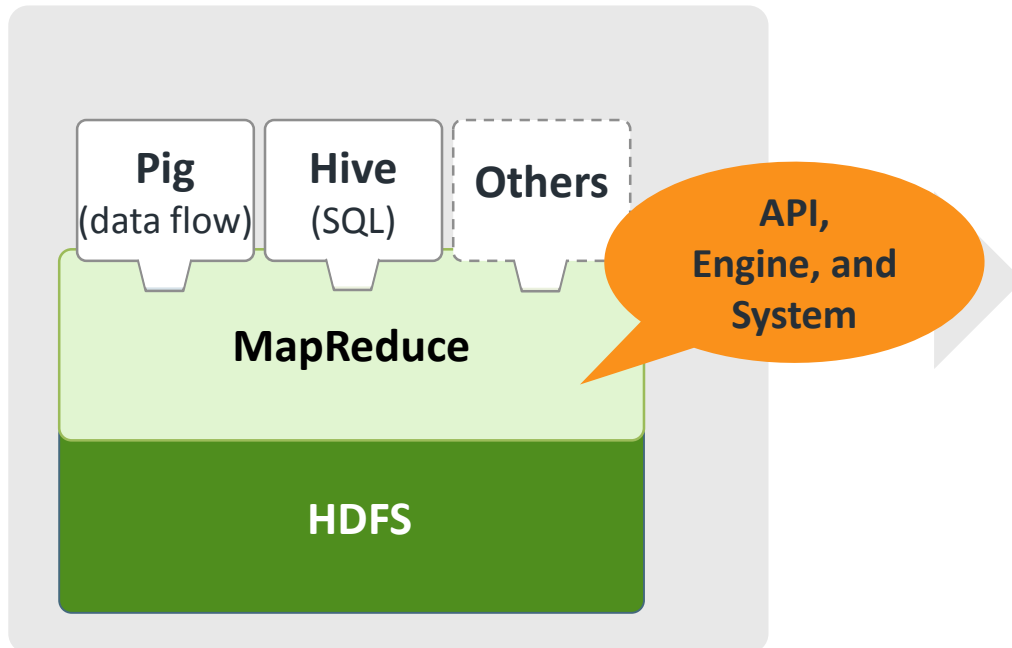 Pig
(data flow)
Hive
(SQL)
Others
API,
Engine, and
System
MapReduce
HDFS